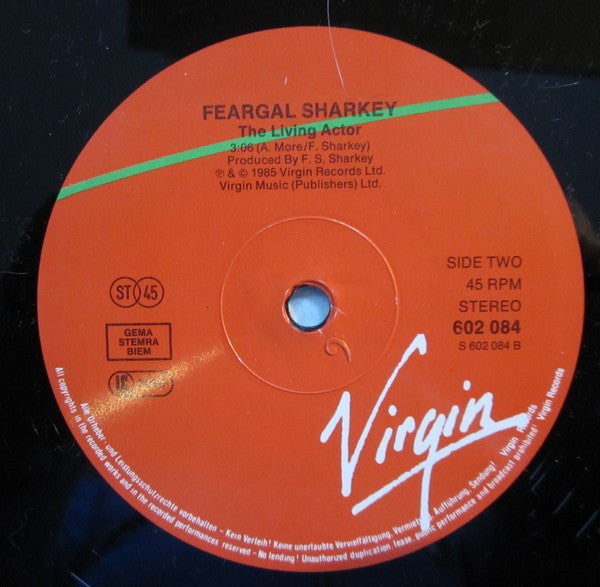 FEARGAL SHARKEY
The Living Actor
3:06 (A. More/F. Sharkey)
Produced By F. S. Sharkey
℗ & © 1985 Virgin Records Ltd.
Virgin Music (Publishers) Ltd.
ST 45
GEMA
STEMRA
BIEM
SIDE TWO
45 RPM
STEREO
602 084
S 602 084 B
Virgin
Alle Urheber- und Leistungsschutzrechte vorbehalten - Kein Verleih! Keine unerlaubte Vervielfältigung, Vermietung, Aufführung, Sendung! Virgin Records
All copyrights in the recorded works and in the recorded performances reserved - No lending! Unauthorized duplication, lease, public performance and broadcast prohibited! Virgin Records